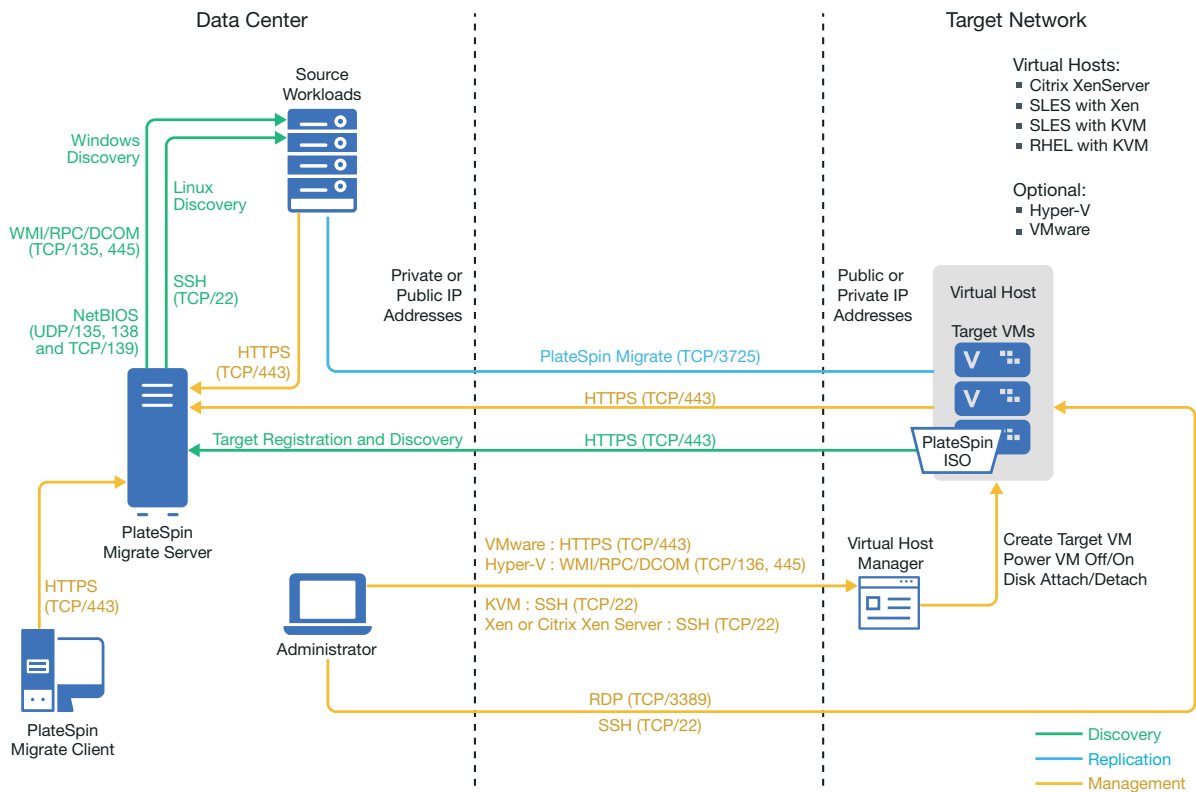 Data Center
Target Network
Source
Workloads
Virtual Hosts:
Citrix XenServer
SLES with Xen
SLES with KVM
RHEL with KVM
Optional:
Hyper-V
VMware
Windows
Discovery
Linux
Discovery
WMI/RPC/DCOM
(TCP/135, 445)
SSH
(TCP/22)
NetBIOS
(UDP/135, 138
and TCP/139)
HTTPS
(TCP/443)
Private or
Public IP
Addresses
Public or
Private IP
Addresses
Virtual Host
Target VMs
V
V
PlateSpin Migrate (TCP/3725)
HTTPS (TCP/443)
Target Registration and Discovery
HTTPS (TCP/443)
PlateSpin
ISO
PlateSpin
Migrate Server
HTTPS
(TCP/443)
PlateSpin
Migrate Client
Administrator
VMware : HTTPS (TCP/443)
Hyper-V : WMI/RPC/DCOM (TCP/136, 445)
KVM : SSH (TCP/22)
Xen or Citrix Xen Server : SSH (TCP/22)
Virtual Host
Manager
Create Target VM
Power VM Off/On
Disk Attach/Detach
RDP (TCP/3389)
SSH (TCP/22)
Discovery
Replication
Management